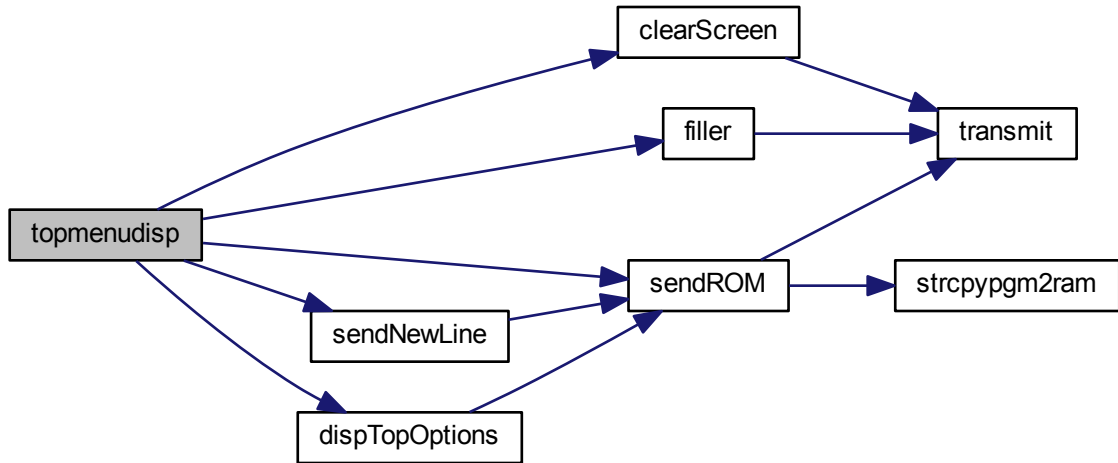 clearScreen
filler
transmit
topmenudisp
sendROM
strcpypgm2ram
sendNewLine
dispTopOptions